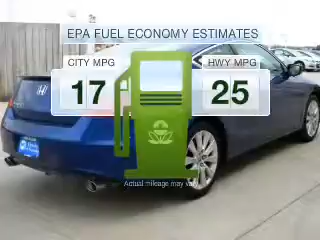 EPA FUEL ECONOMY ESTIMATES
CITY MPG
HWY MPG
17
25
Actual mileage may vary